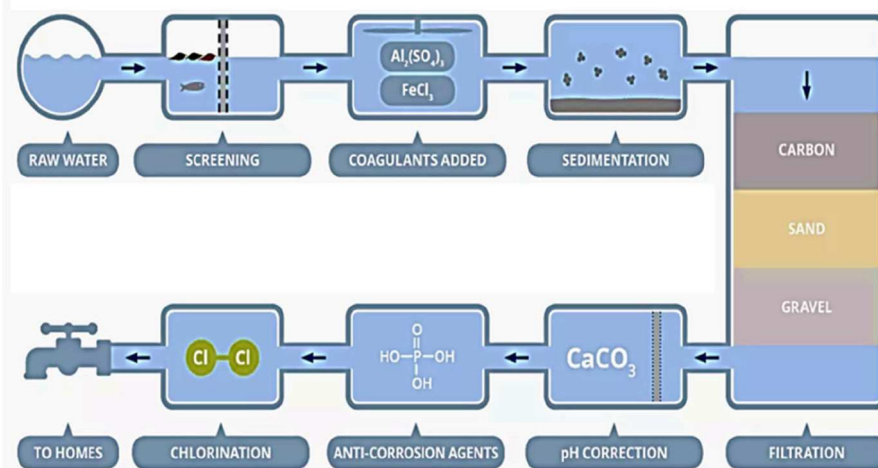 Al₂(SO₄)₃
FeCl₃
RAW WATER
SCREENING
COAGULANTS ADDED
SEDIMENTATION
CARBON
SAND
GRAVEL
Cl–Cl
O
HO–P–OH
OH
CaCO₃
TO HOMES
CHLORINATION
ANTI-CORROSION AGENTS
pH CORRECTION
FILTRATION